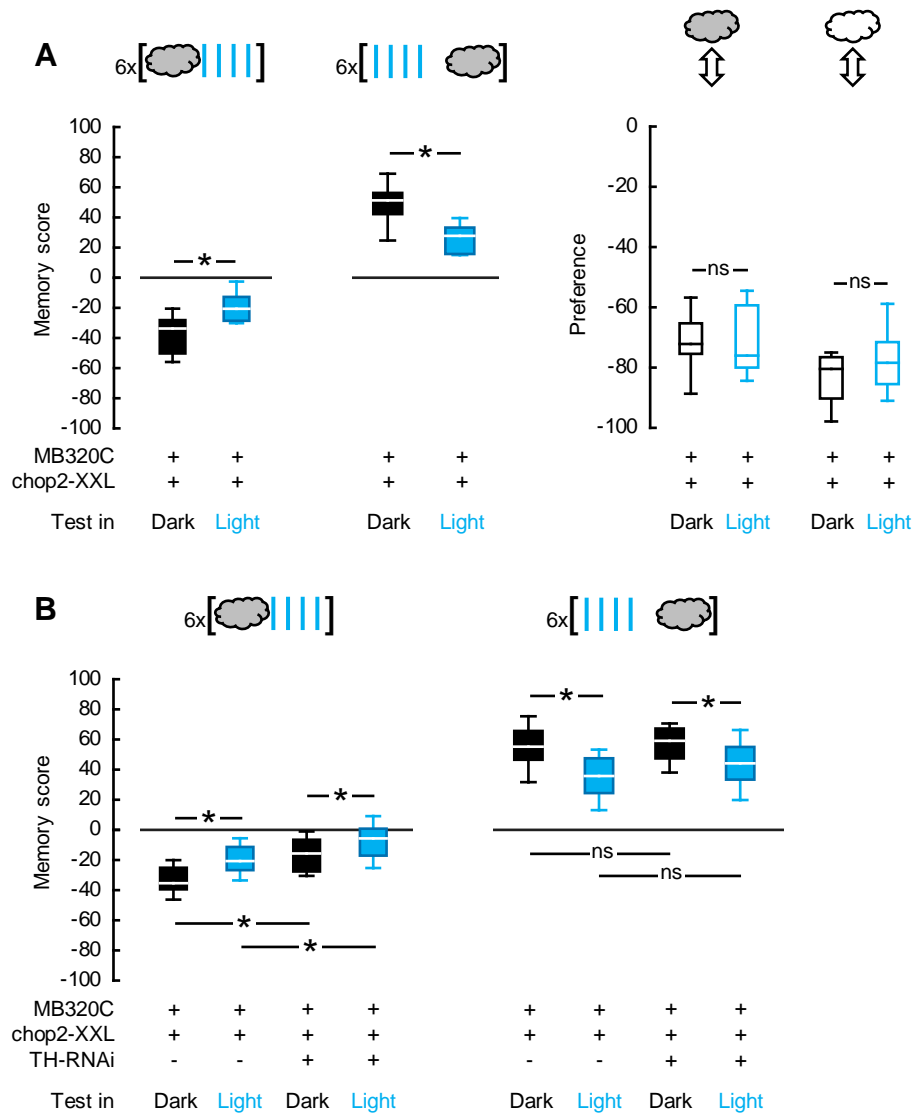 A
6x[ ]
6x[ ]
100
80
60
40
20
0
-20
-40
-60
-80
-100
Memory score
*
*
0
-20
-40
-60
-80
-100
Preference
ns
ns
MB320C + + + + + + + +
chop2-XXL + + + + + + + +
Test in Dark Light Dark Light Dark Light Dark Light
B
6x[ ]
6x[ ]
100
80
60
40
20
0
-20
-40
-60
-80
-100
Memory score
*
*
*
*
*
*
ns
ns
MB320C + + + + + + + +
chop2-XXL + + + + + + + +
TH-RNAi - - + + - - + +
Test in Dark Light Dark Light Dark Light Dark Light